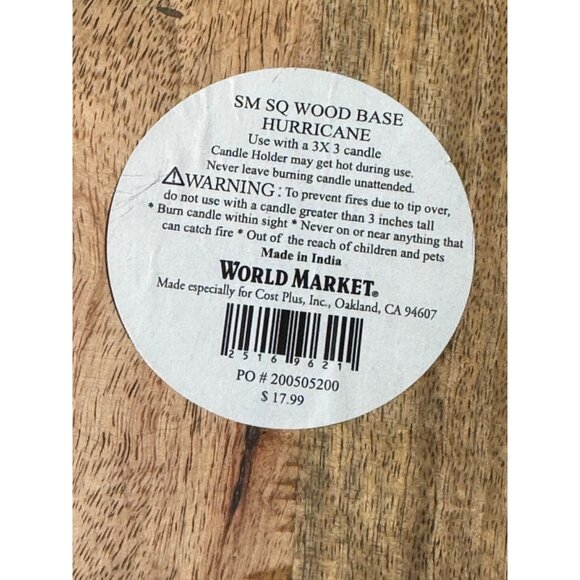 SM SQ WOOD BASE
HURRICANE
Use with a 3X 3 candle
Candle Holder may get hot during use.
Never leave burning candle unattended.
⚠WARNING: To prevent fires due to tip over,
do not use with a candle greater than 3 inches tall
* Burn candle within sight * Never on or near anything that
can catch fire * Out of the reach of children and pets
Made in India
WORLD MARKET®
Made especially for Cost Plus, Inc., Oakland, CA 94607
25169621
PO # 200505200
$ 17.99